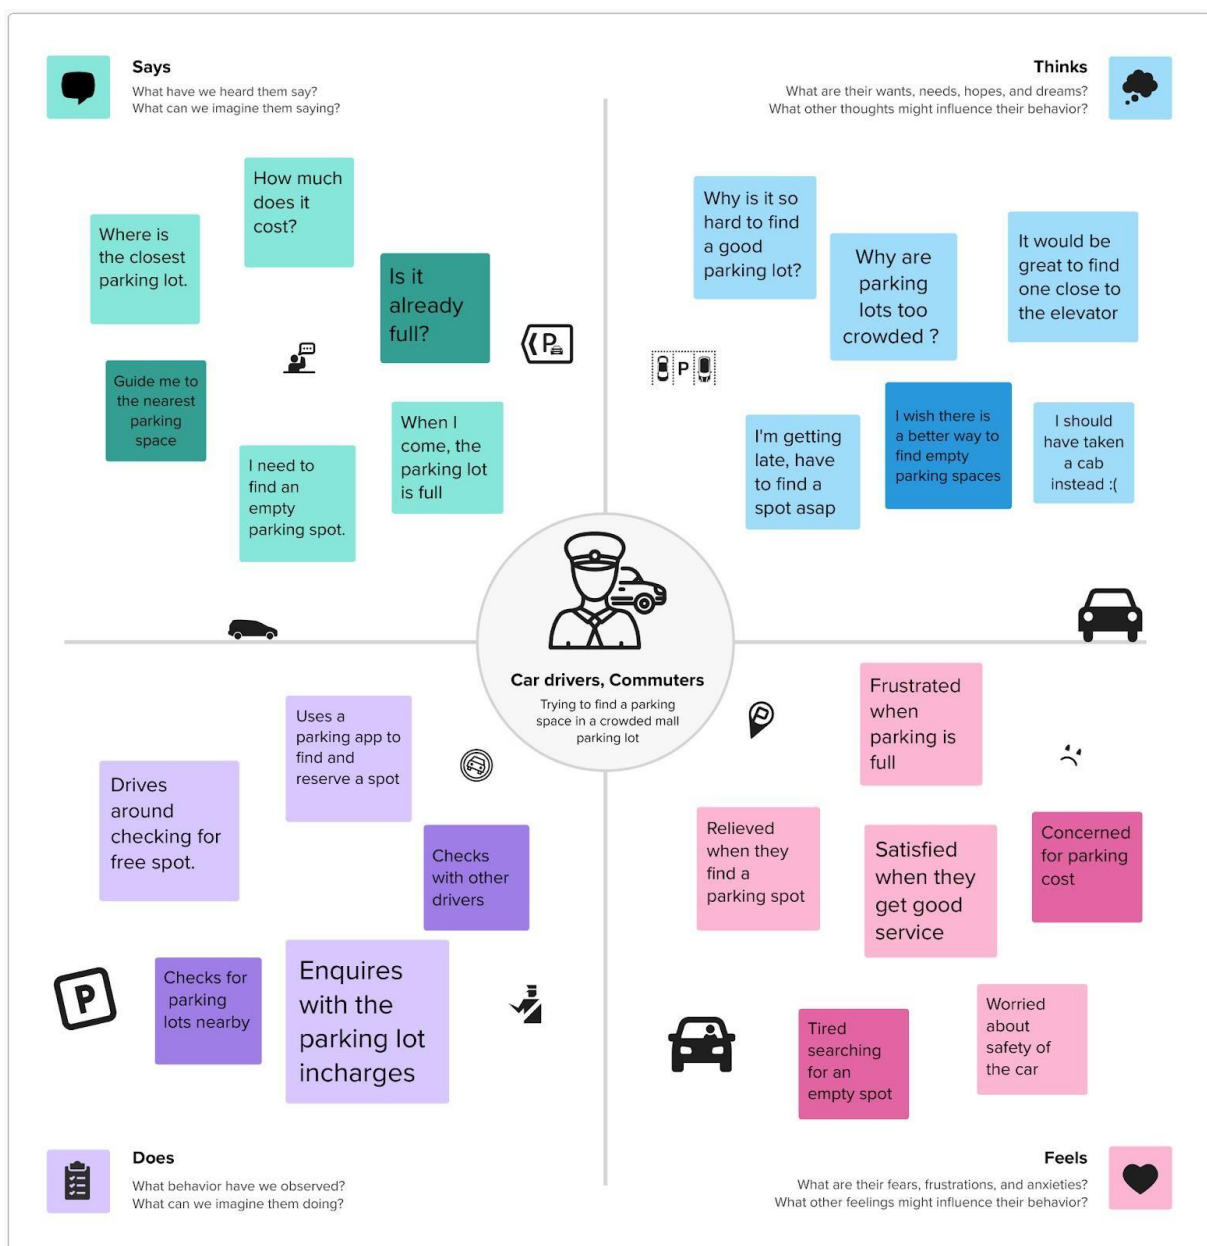 Says
What have we heard them say?
What can we imagine them saying?
How much
does it
cost?
Where is
the closest
parking lot.
Is it
already
full?
P
Guide me to
the nearest
parking
space
When I
come, the
parking lot
is full
I need to
find an
empty
parking spot.
Thinks
What are their wants, needs, hopes, and dreams?
What other thoughts might influence their behavior?
Why is it so
hard to find
a good
parking lot?
Why are
parking
lots too
crowded ?
It would be
great to find
one close to
the elevator
P
I'm getting
late, have
to find a
spot asap
I wish there is
a better way to
find empty
parking spaces
I should
have taken
a cab
instead :(
Car drivers, Commuters
Trying to find a parking
space in a crowded mall
parking lot
Uses a
parking app to
find and
reserve a spot
Drives
around
checking for
free spot.
Checks
with other
drivers
Checks for
parking
lots nearby
P
Enquires
with the
parking lot
incharges
Does
What behavior have we observed?
What can we imagine them doing?
Frustrated
when
parking is
full
P
Relieved
when they
find a
parking spot
Satisfied
when they
get good
service
Concerned
for parking
cost
Tired
searching
for an
empty spot
Worried
about
safety of
the car
Feels
What are their fears, frustrations, and anxieties?
What other feelings might influence their behavior?